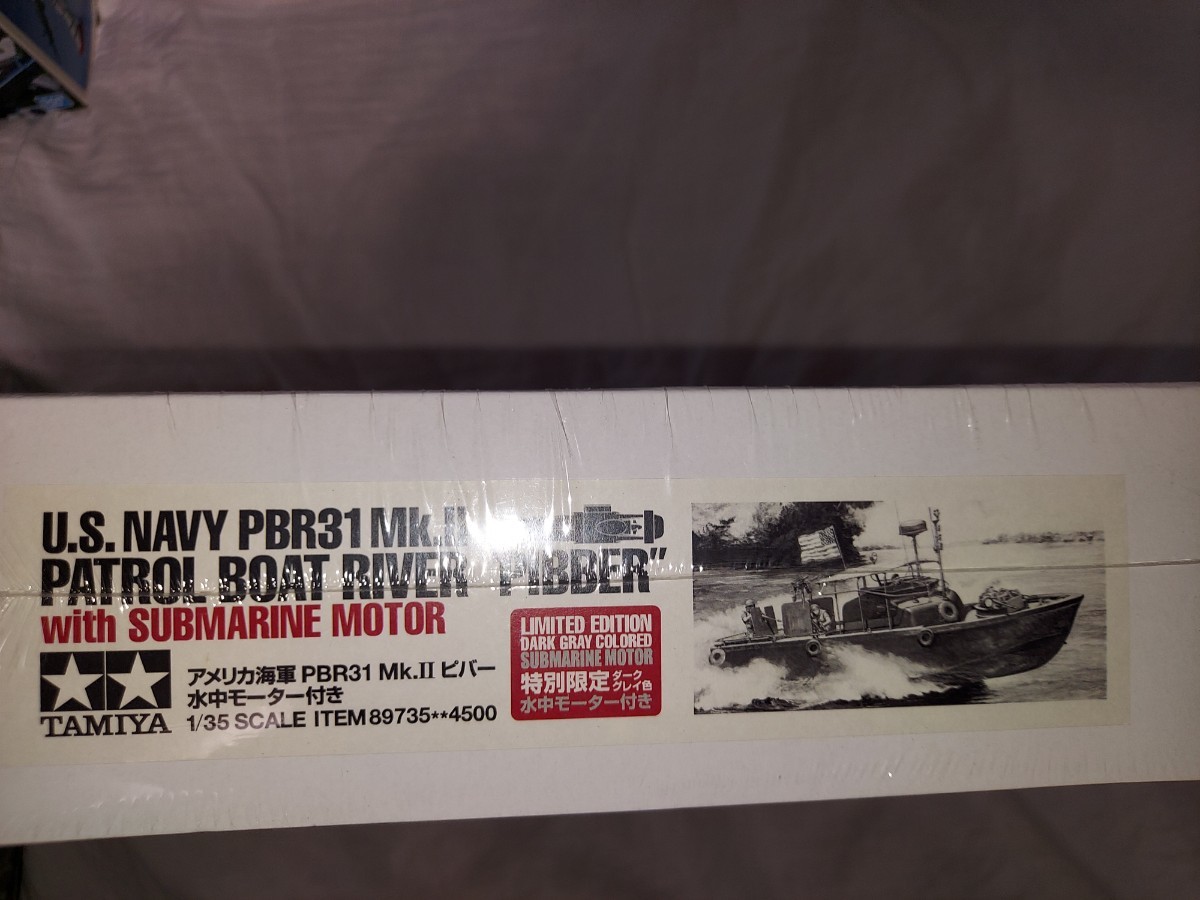 U.S. NAVY PBR31 Mk.II
PATROL BOAT RIVER "PIBBER"
with SUBMARINE MOTOR
TAMIYA
アメリカ海軍 PBR31 Mk.II ピバー
水中モーター付き
1/35 SCALE ITEM 89735**4500
LIMITED EDITION
DARK GRAY COLORED
SUBMARINE MOTOR
特別限定 ダーク
グレイ色
水中モーター付き